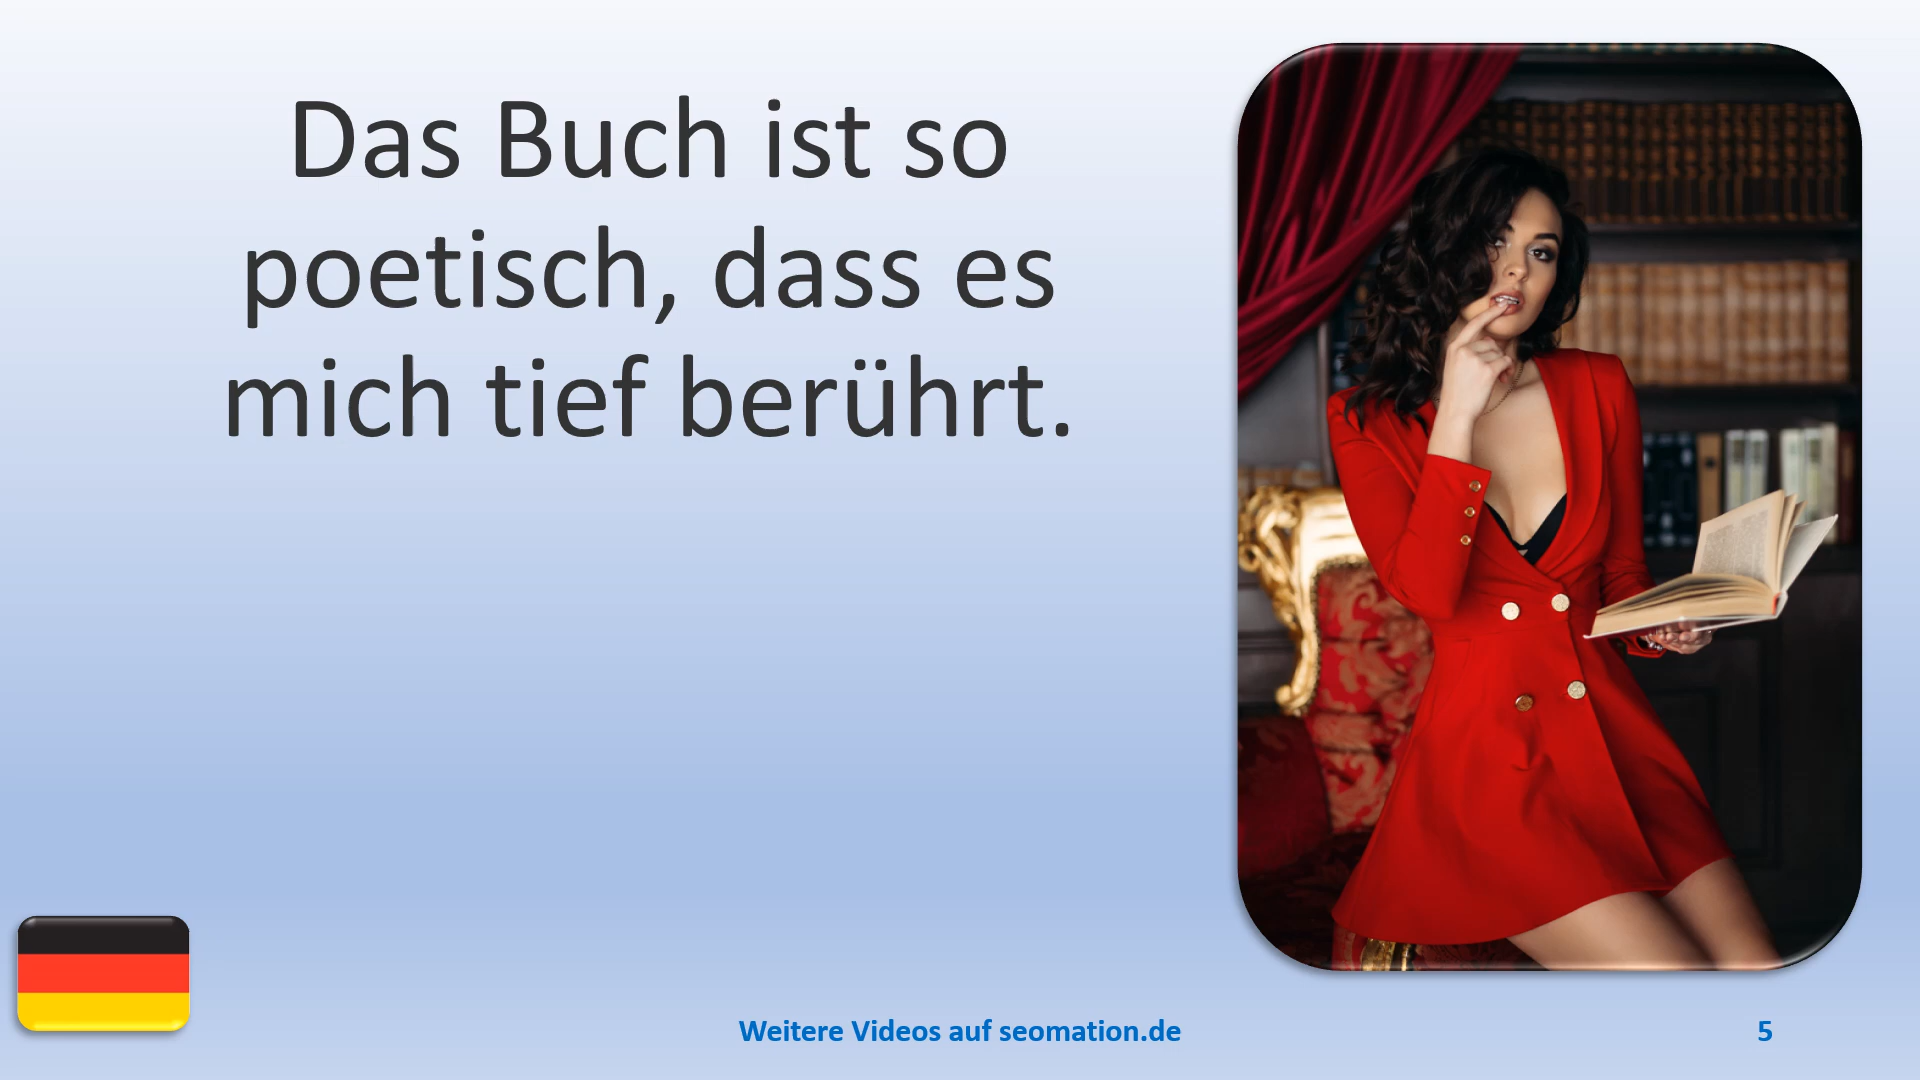 Das Buch ist so
poetisch, dass es
mich tief berührt.
Weitere Videos auf seomation.de
5